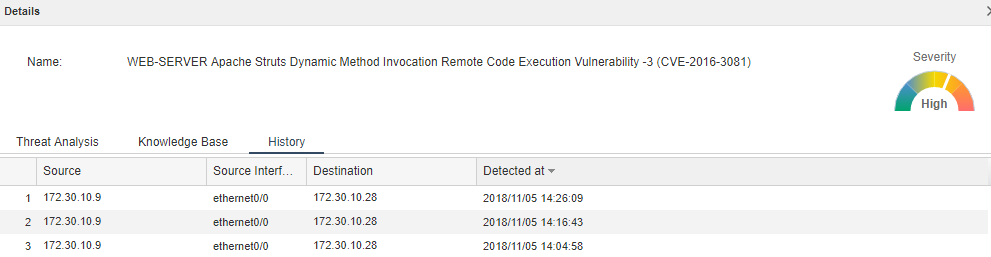 Details
Name: WEB-SERVER Apache Struts Dynamic Method Invocation Remote Code Execution Vulnerability -3 (CVE-2016-3081)
Severity
High
Threat Analysis Knowledge Base History
Source Source Interf... Destination Detected at
1 172.30.10.9 ethernet0/0 172.30.10.28 2018/11/05 14:26:09
2 172.30.10.9 ethernet0/0 172.30.10.28 2018/11/05 14:16:43
3 172.30.10.9 ethernet0/0 172.30.10.28 2018/11/05 14:04:58